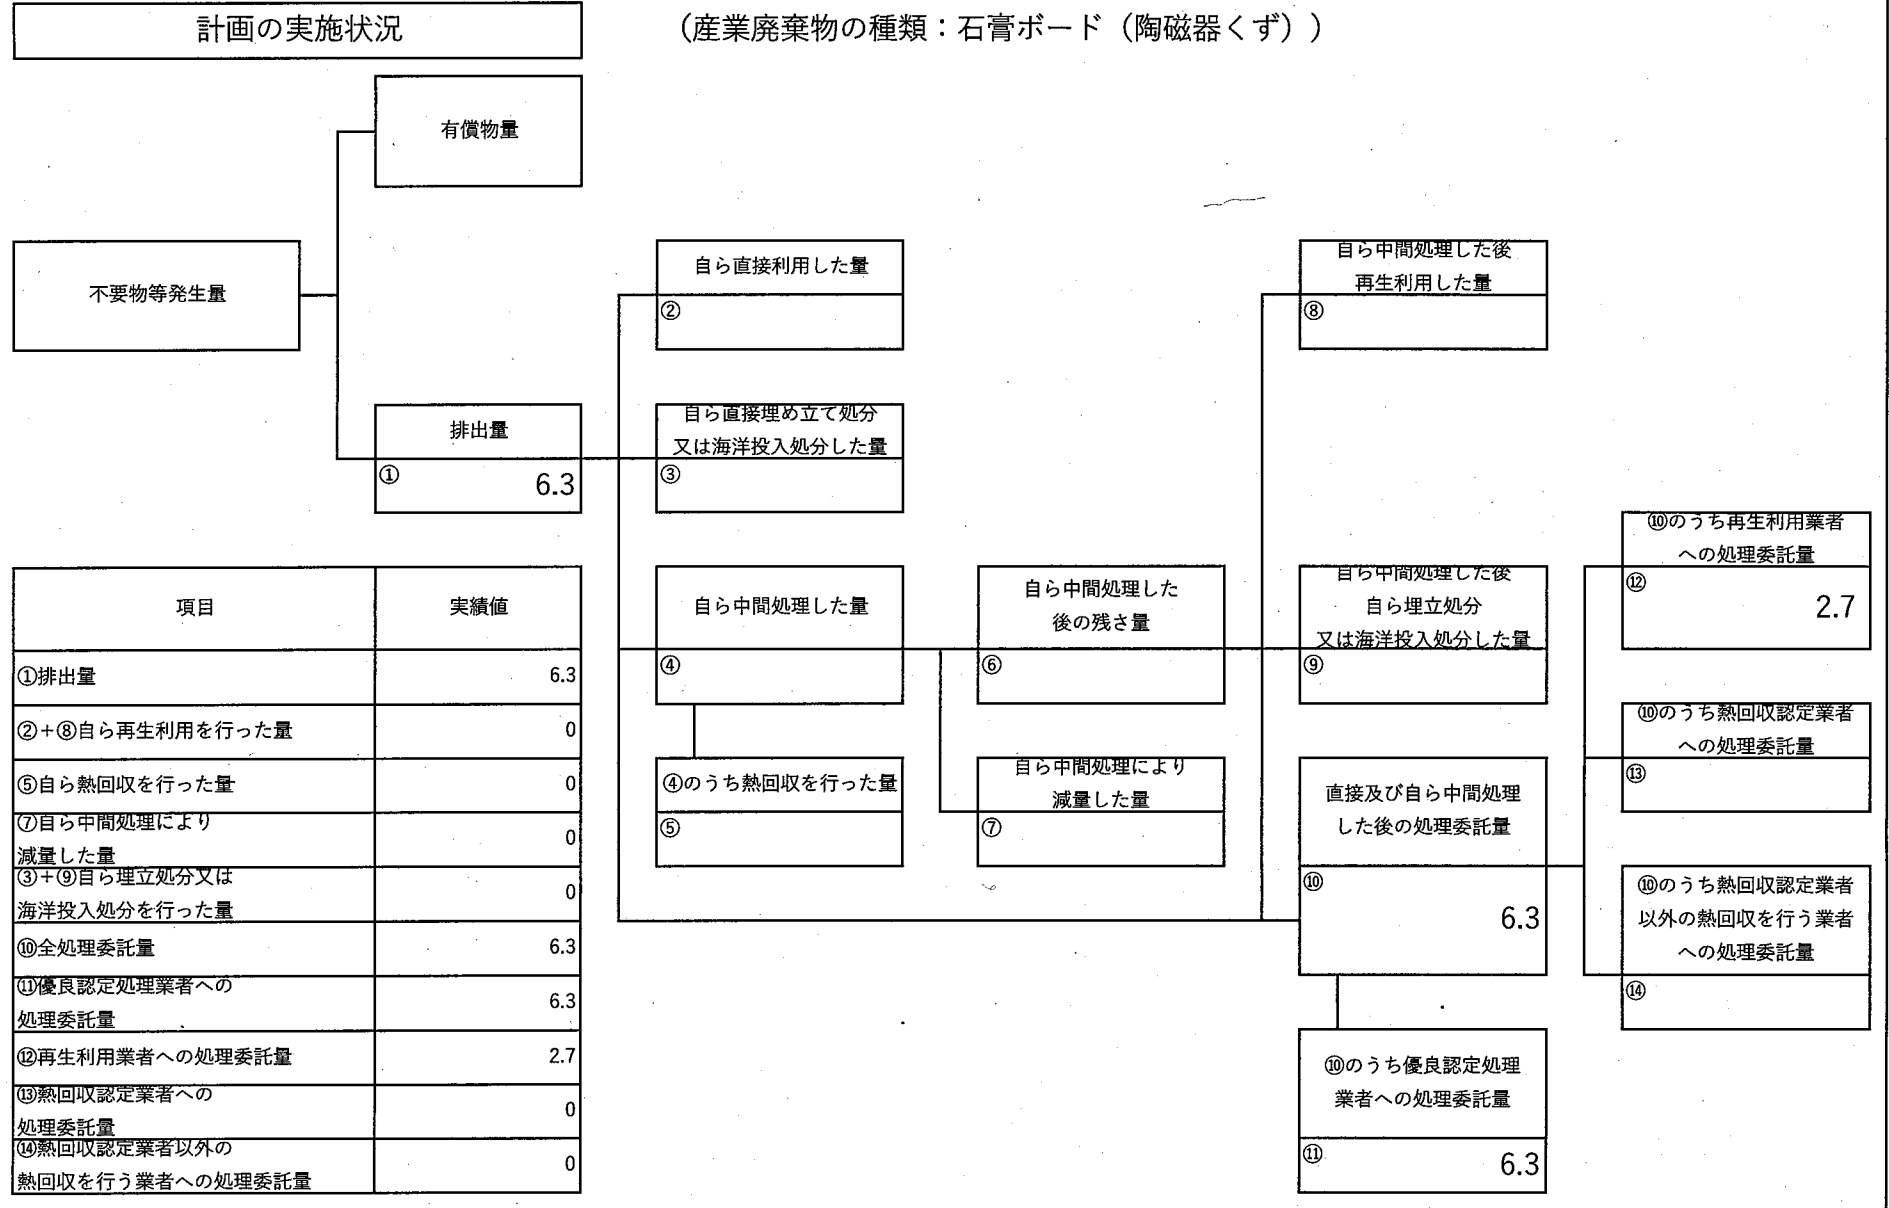 計画の実施状況
（産業廃棄物の種類：石膏ボード（陶磁器くず））
有償物量
不要物等発生量
排出量
①
6.3
自ら直接利用した量
②
自ら直接埋め立て処分
又は海洋投入処分した量
③
自ら中間処理した量
④
④のうち熱回収を行った量
⑤
自ら中間処理した
後の残さ量
⑥
自ら中間処理により
減量した量
⑦
自ら中間処理した後
再生利用した量
⑧
自ら中間処理した後
自ら埋立処分
又は海洋投入処分した量
⑨
直接及び自ら中間処理
した後の処理委託量
⑩
6.3
⑩のうち優良認定処理
業者への処理委託量
⑪
6.3
⑩のうち再生利用業者
への処理委託量
⑫
2.7
⑩のうち熱回収認定業者
への処理委託量
⑬
⑩のうち熱回収認定業者
以外の熱回収を行う業者
への処理委託量
⑭
項目 実績値
①排出量 6.3
②＋⑧自ら再生利用を行った量 0
⑤自ら熱回収を行った量 0
⑦自ら中間処理により
減量した量 0
③＋⑨自ら埋立処分又は
海洋投入処分を行った量 0
⑩全処理委託量 6.3
⑪優良認定処理業者への
処理委託量 6.3
⑫再生利用業者への処理委託量 2.7
⑬熱回収認定業者への
処理委託量 0
⑭熱回収認定業者以外の
熱回収を行う業者への処理委託量 0